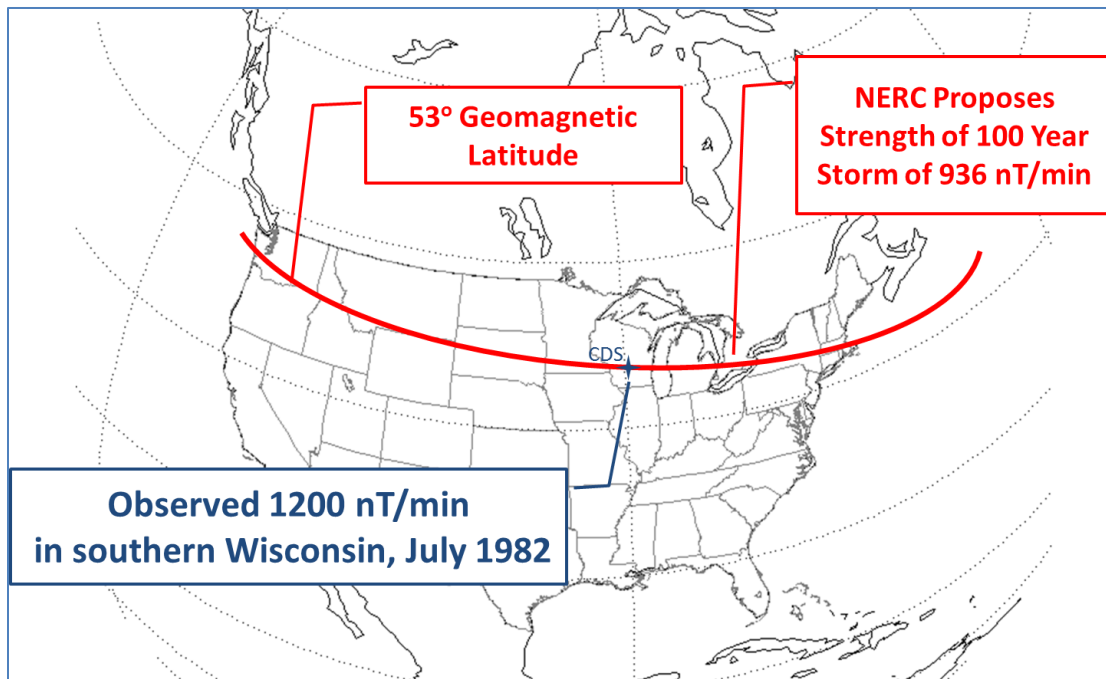 53° Geomagnetic
Latitude
NERC Proposes
Strength of 100 Year
Storm of 936 nT/min
CDS
Observed 1200 nT/min
in southern Wisconsin, July 1982